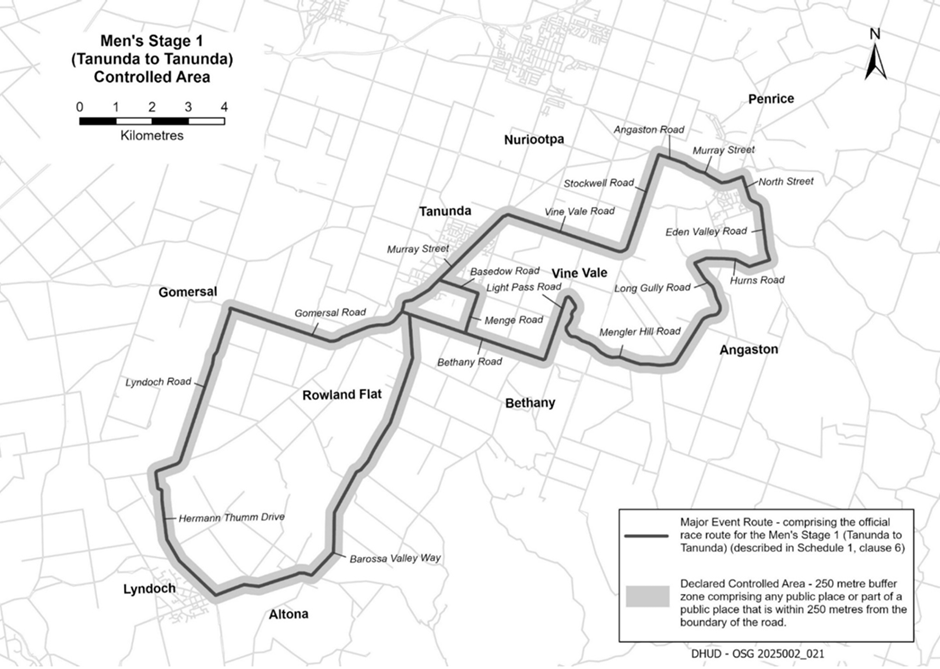 Men's Stage 1
(Tanunda to Tanunda)
Controlled Area
0 1 2 3 4
Kilometres
N
Penrice
Angaston Road
Nuriootpa
Murray Street
Stockwell Road
North Street
Tanunda
Vine Vale Road
Eden Valley Road
Murray Street
Basedow Road
Vine Vale
Light Pass Road
Long Gully Road
Hurns Road
Gomersal
Gomersal Road
Menge Road
Mengler Hill Road
Angaston
Bethany Road
Lyndoch Road
Rowland Flat
Bethany
Hermann Thumm Drive
Barossa Valley Way
Lyndoch
Altona
Major Event Route - comprising the official
race route for the Men's Stage 1 (Tanunda to
Tanunda) (described in Schedule 1, clause 6)
Declared Controlled Area - 250 metre buffer
zone comprising any public place or part of a
public place that is within 250 metres from the
boundary of the road.
DHUD - OSG 2025002_021